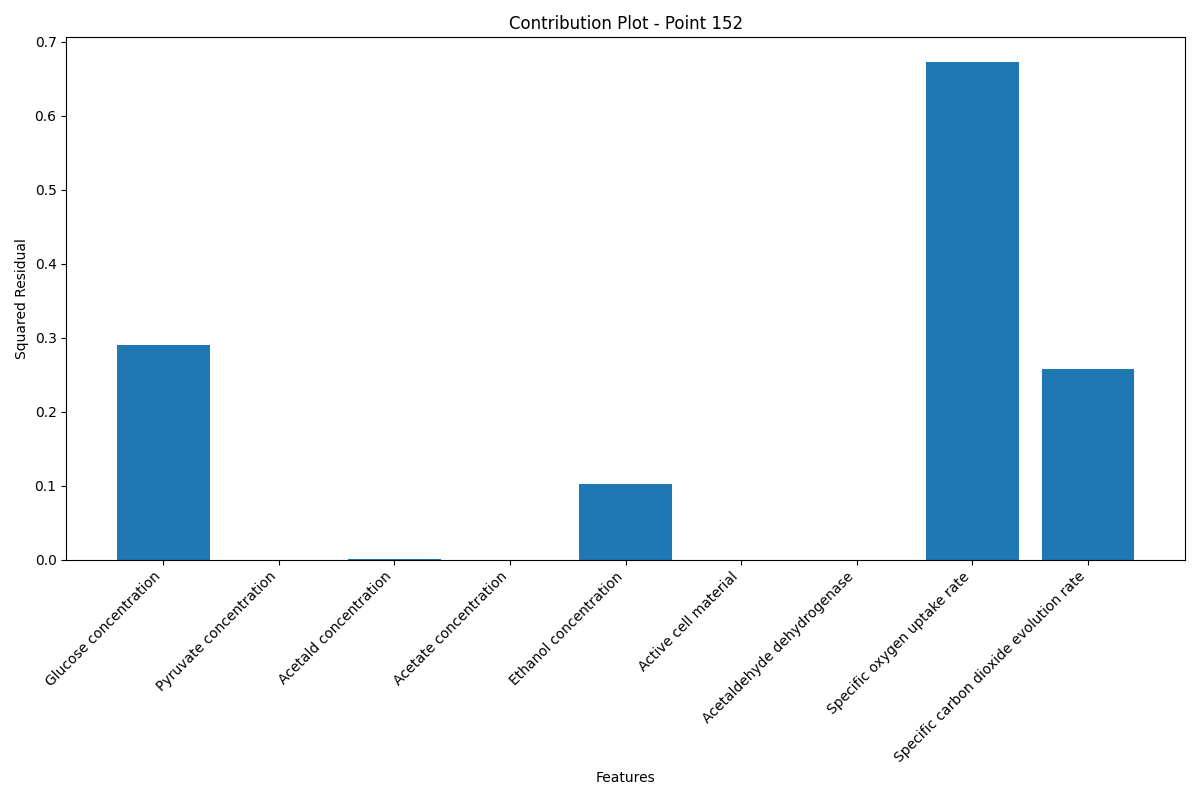 Contribution Plot - Point 152
Squared Residual
0.7
0.6
0.5
0.4
0.3
0.2
0.1
0.0
Glucose concentration
Pyruvate concentration
Acetald concentration
Acetate concentration
Ethanol concentration
Active cell material
Acetaldehyde dehydrogenase
Specific oxygen uptake rate
Specific carbon dioxide evolution rate
Features